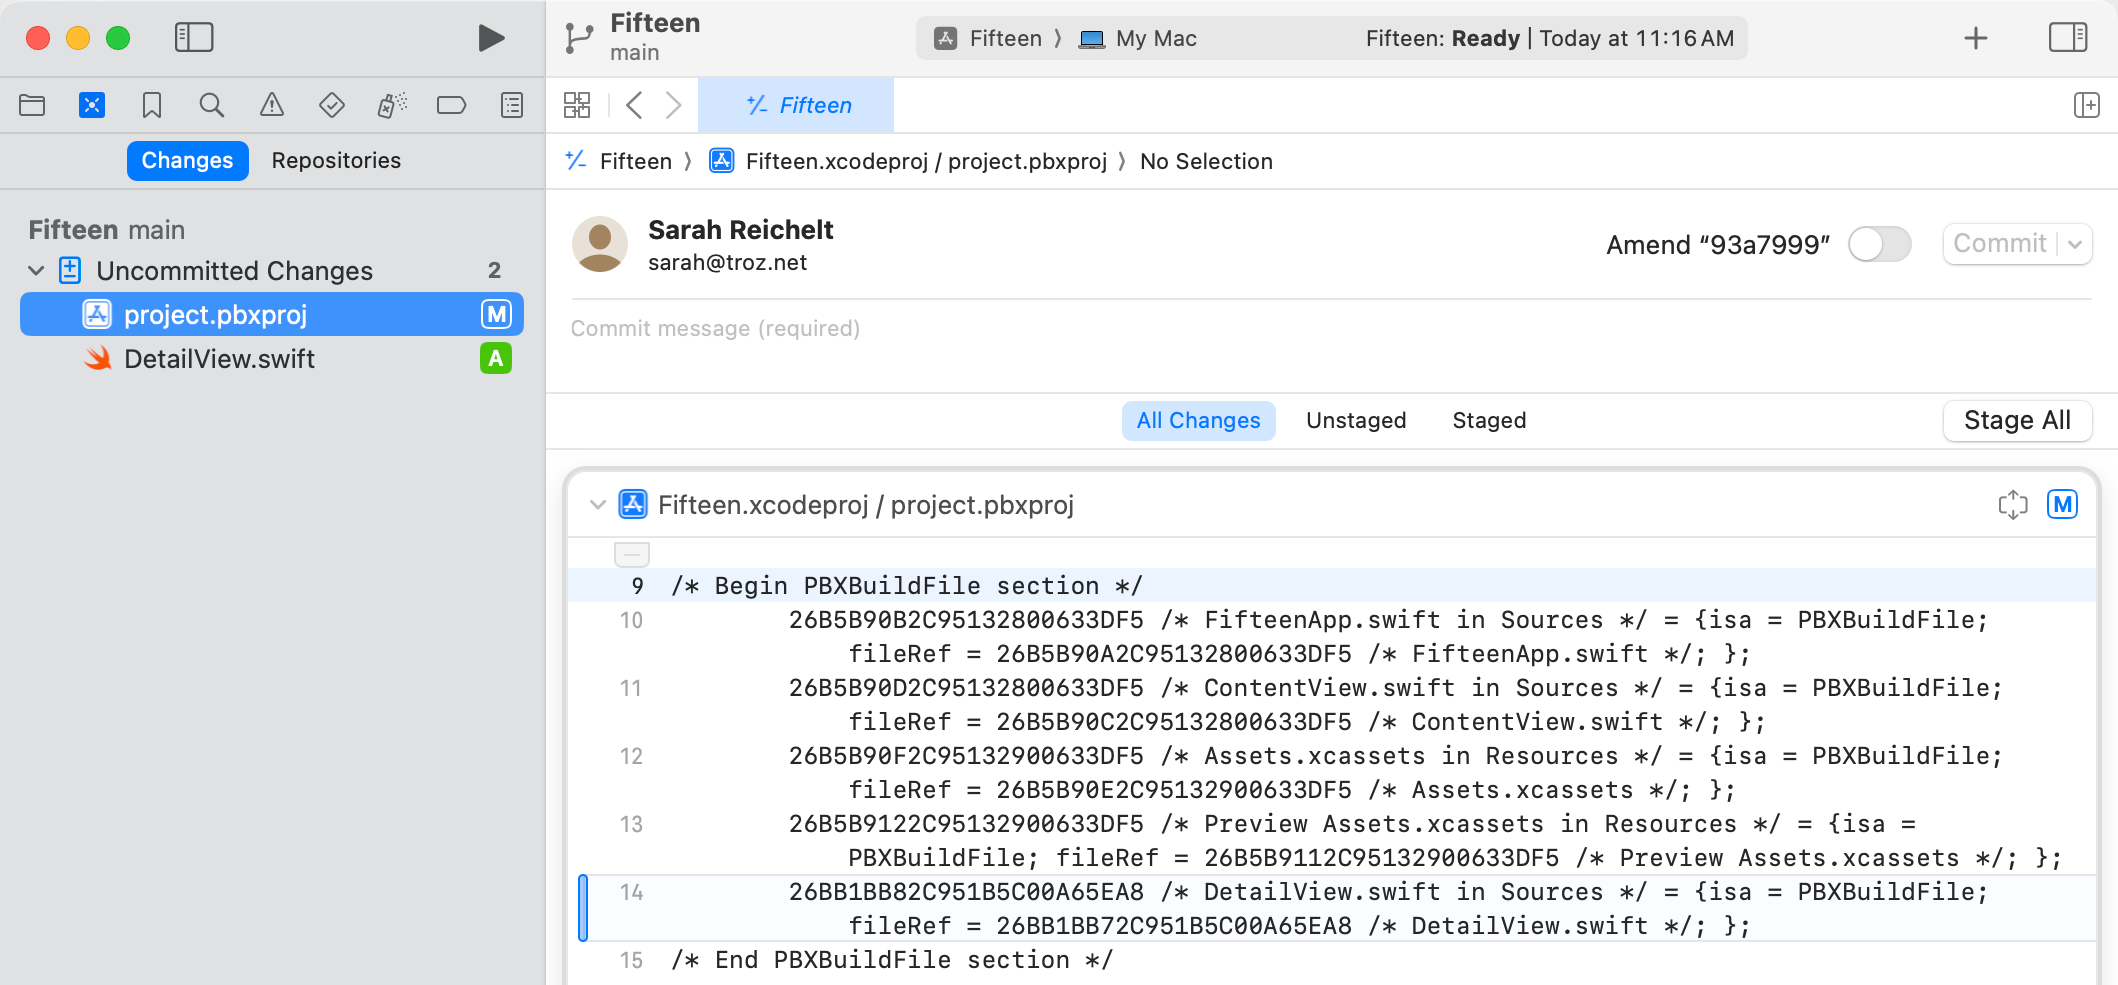 Fifteen
main
Fifteen 〉 My Mac
Fifteen: Ready | Today at 11:16 AM
Fifteen
Changes
Repositories
Fifteen 〉 Fifteen.xcodeproj / project.pbxproj 〉 No Selection
Fifteen main
Uncommitted Changes 2
project.pbxproj M
DetailView.swift A
Sarah Reichelt
sarah@troz.net
Amend “93a7999”
Commit
Commit message (required)
All Changes
Unstaged
Staged
Stage All
Fifteen.xcodeproj / project.pbxproj M
9 /* Begin PBXBuildFile section */
10 26B5B90B2C95132800633DF5 /* FifteenApp.swift in Sources */ = {isa = PBXBuildFile;
fileRef = 26B5B90A2C95132800633DF5 /* FifteenApp.swift */; };
11 26B5B90D2C95132800633DF5 /* ContentView.swift in Sources */ = {isa = PBXBuildFile;
fileRef = 26B5B90C2C95132800633DF5 /* ContentView.swift */; };
12 26B5B90F2C95132900633DF5 /* Assets.xcassets in Resources */ = {isa = PBXBuildFile;
fileRef = 26B5B90E2C95132900633DF5 /* Assets.xcassets */; };
13 26B5B9122C95132900633DF5 /* Preview Assets.xcassets in Resources */ = {isa =
PBXBuildFile; fileRef = 26B5B9112C95132900633DF5 /* Preview Assets.xcassets */; };
14 26BB1BB82C951B5C00A65EA8 /* DetailView.swift in Sources */ = {isa = PBXBuildFile;
fileRef = 26BB1BB72C951B5C00A65EA8 /* DetailView.swift */; };
15 /* End PBXBuildFile section */